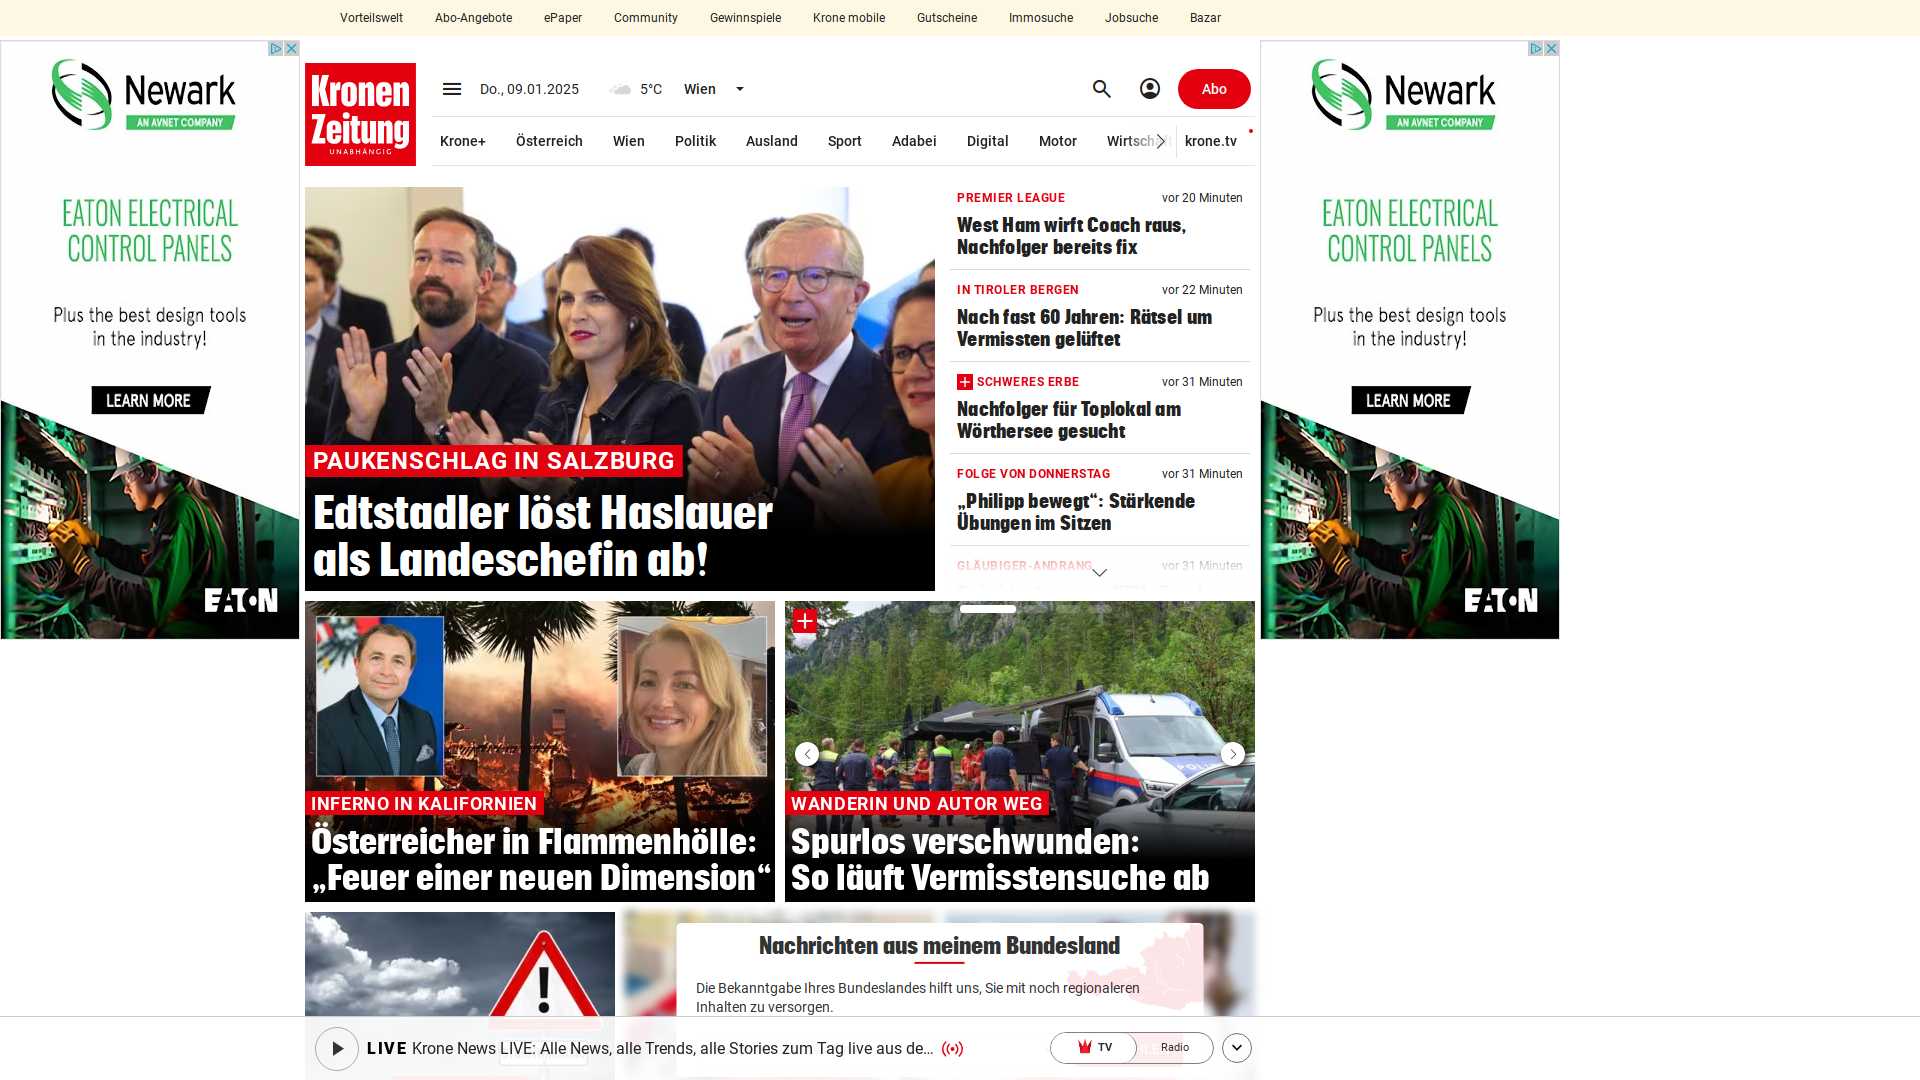 Vorteilswelt Abo-Angebote ePaper Community Gewinnspiele Krone mobile Gutscheine Immosuche Jobsuche Bazar
Newark
AN AVNET COMPANY
EATON ELECTRICAL
CONTROL PANELS
Plus the best design tools
in the industry!
LEARN MORE
EATON
Kronen
Zeitung
UNABHÄNGIG
Do., 09.01.2025 5°C Wien
Abo
Krone+ Österreich Wien Politik Ausland Sport Adabei Digital Motor Wirtschaft krone.tv
PAUKENSCHLAG IN SALZBURG
Edtstadler löst Haslauer
als Landeschefin ab!
PREMIER LEAGUE vor 20 Minuten
West Ham wirft Coach raus,
Nachfolger bereits fix
IN TIROLER BERGEN vor 22 Minuten
Nach fast 60 Jahren: Rätsel um
Vermissten gelüftet
SCHWERES ERBE vor 31 Minuten
Nachfolger für Toplokal am
Wörthersee gesucht
FOLGE VON DONNERSTAG vor 31 Minuten
„Philipp bewegt“: Stärkende
Übungen im Sitzen
GLÄUBIGER-ANDRANG vor 31 Minuten
Newark
AN AVNET COMPANY
EATON ELECTRICAL
CONTROL PANELS
Plus the best design tools
in the industry!
LEARN MORE
EATON
INFERNO IN KALIFORNIEN
Österreicher in Flammenhölle:
„Feuer einer neuen Dimension“
POLIZEI
WANDERIN UND AUTOR WEG
Spurlos verschwunden:
So läuft Vermisstensuche ab
Nachrichten aus meinem Bundesland
Die Bekanntgabe Ihres Bundeslandes hilft uns, Sie mit noch regionaleren
Inhalten zu versorgen.
LIVE Krone News LIVE: Alle News, alle Trends, alle Stories zum Tag live aus de...
TV Radio